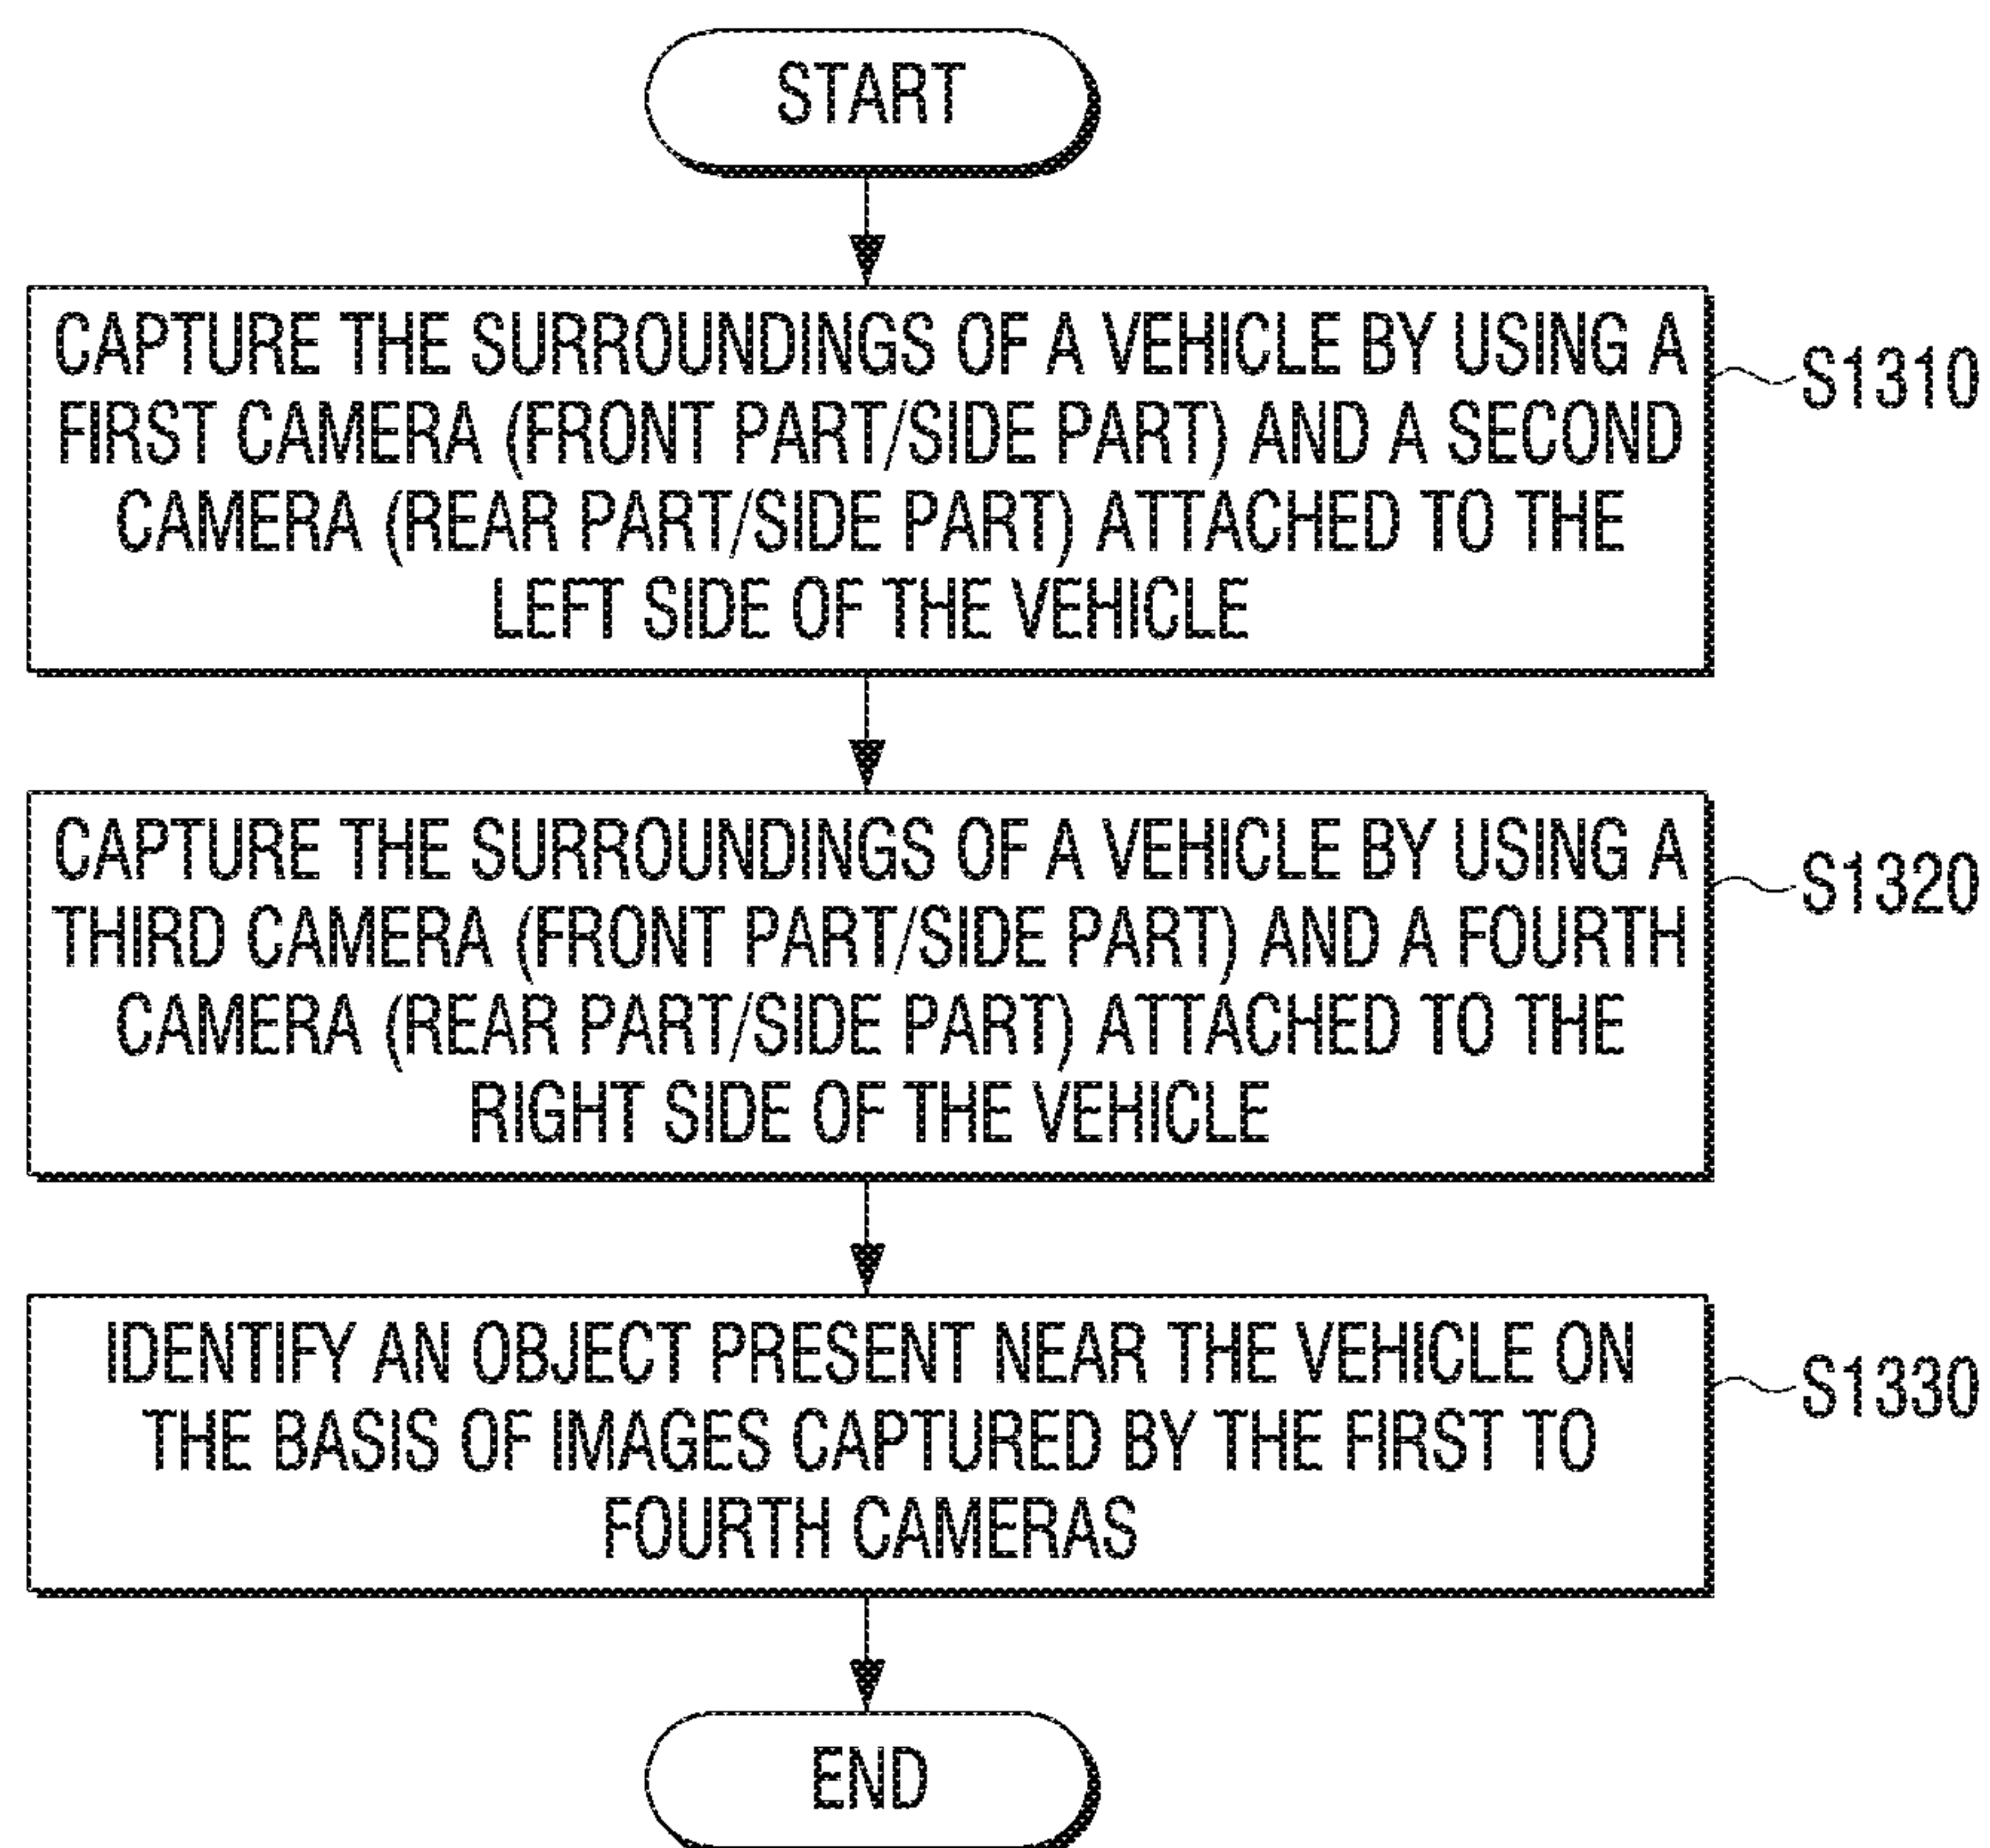 START
CAPTURE THE SURROUNDINGS OF A VEHICLE BY USING A
FIRST CAMERA (FRONT PART/SIDE PART) AND A SECOND
CAMERA (REAR PART/SIDE PART) ATTACHED TO THE
LEFT SIDE OF THE VEHICLE
S1310
CAPTURE THE SURROUNDINGS OF A VEHICLE BY USING A
THIRD CAMERA (FRONT PART/SIDE PART) AND A FOURTH
CAMERA (REAR PART/SIDE PART) ATTACHED TO THE
RIGHT SIDE OF THE VEHICLE
S1320
IDENTIFY AN OBJECT PRESENT NEAR THE VEHICLE ON
THE BASIS OF IMAGES CAPTURED BY THE FIRST TO
FOURTH CAMERAS
S1330
END